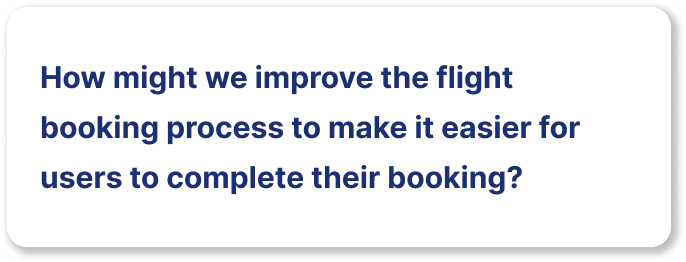 How might we improve the flight
booking process to make it easier for
users to complete their booking?